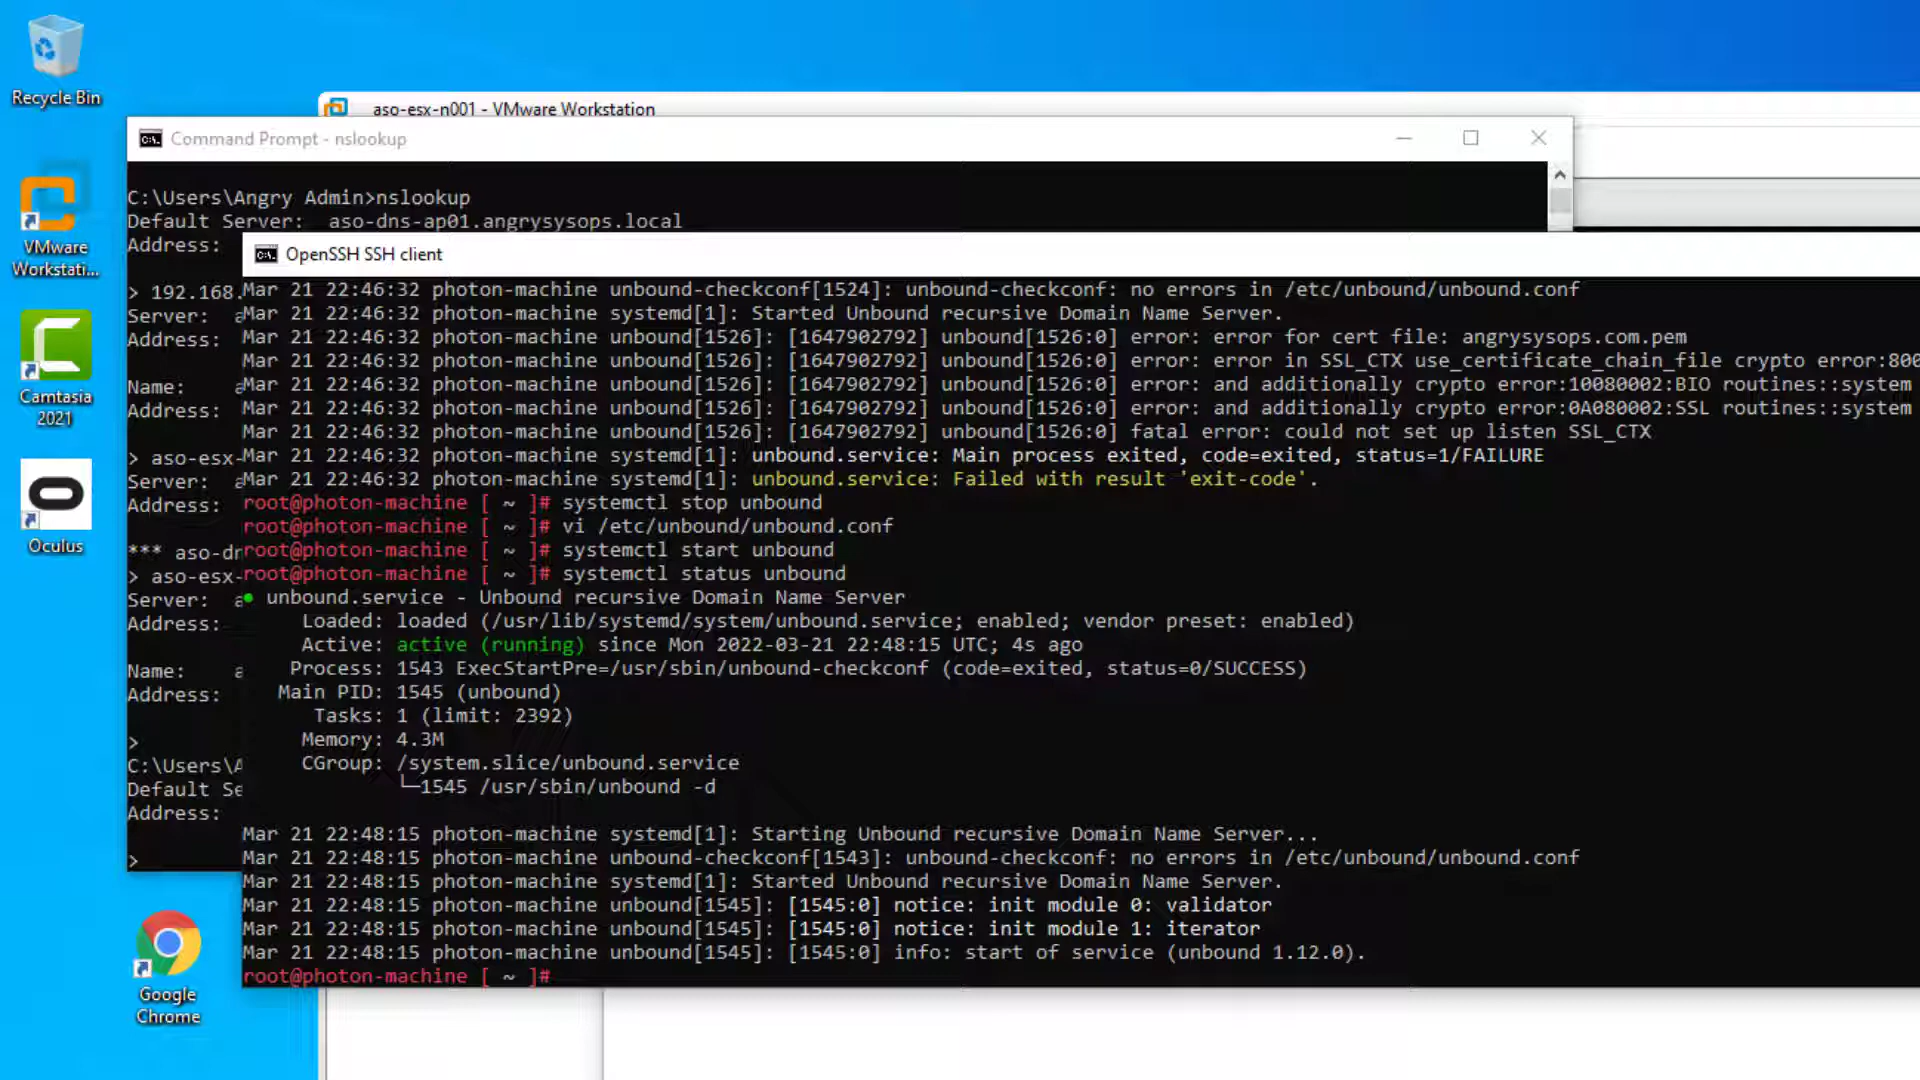 Recycle Bin
VMware
Workstati...
Camtasia
2021
Oculus
Google
Chrome
aso-esx-n001 - VMware Workstation
Command Prompt - nslookup
C:\Users\Angry Admin>nslookup
Default Server:  aso-dns-ap01.angrysysops.local
Address:
> 192.168.
Server:
Address:
Name:
Address:
> aso-esx-
Server:
Address:
*** aso-dn
> aso-esx-
Server:
Address:
Name:
Address:
>
C:\Users\A
Default Se
Address:
>
OpenSSH SSH client
Mar 21 22:46:32 photon-machine unbound-checkconf[1524]: unbound-checkconf: no errors in /etc/unbound/unbound.conf
Mar 21 22:46:32 photon-machine systemd[1]: Started Unbound recursive Domain Name Server.
Mar 21 22:46:32 photon-machine unbound[1526]: [1647902792] unbound[1526:0] error: error for cert file: angrysysops.com.pem
Mar 21 22:46:32 photon-machine unbound[1526]: [1647902792] unbound[1526:0] error: error in SSL_CTX use_certificate_chain_file crypto error:800
Mar 21 22:46:32 photon-machine unbound[1526]: [1647902792] unbound[1526:0] error: and additionally crypto error:10080002:BIO routines::system
Mar 21 22:46:32 photon-machine unbound[1526]: [1647902792] unbound[1526:0] error: and additionally crypto error:0A080002:SSL routines::system
Mar 21 22:46:32 photon-machine unbound[1526]: [1647902792] unbound[1526:0] fatal error: could not set up listen SSL_CTX
Mar 21 22:46:32 photon-machine systemd[1]: unbound.service: Main process exited, code=exited, status=1/FAILURE
Mar 21 22:46:32 photon-machine systemd[1]: unbound.service: Failed with result 'exit-code'.
root@photon-machine [ ~ ]# systemctl stop unbound
root@photon-machine [ ~ ]# vi /etc/unbound/unbound.conf
root@photon-machine [ ~ ]# systemctl start unbound
root@photon-machine [ ~ ]# systemctl status unbound
● unbound.service - Unbound recursive Domain Name Server
Loaded: loaded (/usr/lib/systemd/system/unbound.service; enabled; vendor preset: enabled)
Active: active (running) since Mon 2022-03-21 22:48:15 UTC; 4s ago
Process: 1543 ExecStartPre=/usr/sbin/unbound-checkconf (code=exited, status=0/SUCCESS)
Main PID: 1545 (unbound)
Tasks: 1 (limit: 2392)
Memory: 4.3M
CGroup: /system.slice/unbound.service
└─1545 /usr/sbin/unbound -d
Mar 21 22:48:15 photon-machine systemd[1]: Starting Unbound recursive Domain Name Server...
Mar 21 22:48:15 photon-machine unbound-checkconf[1543]: unbound-checkconf: no errors in /etc/unbound/unbound.conf
Mar 21 22:48:15 photon-machine systemd[1]: Started Unbound recursive Domain Name Server.
Mar 21 22:48:15 photon-machine unbound[1545]: [1545:0] notice: init module 0: validator
Mar 21 22:48:15 photon-machine unbound[1545]: [1545:0] notice: init module 1: iterator
Mar 21 22:48:15 photon-machine unbound[1545]: [1545:0] info: start of service (unbound 1.12.0).
root@photon-machine [ ~ ]#